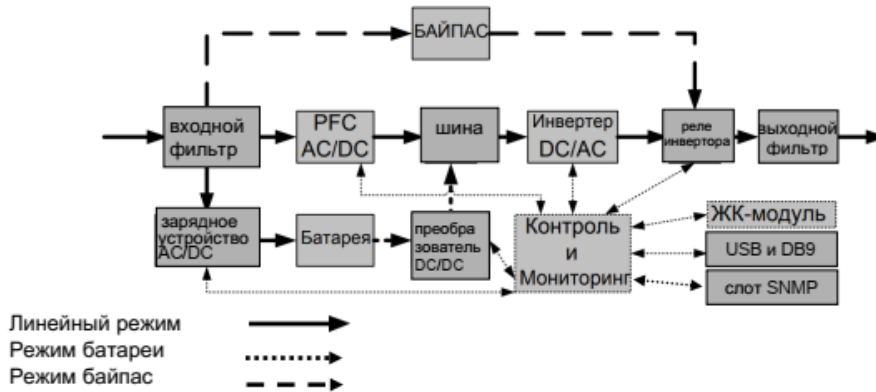 БАЙПАС
входной
фильтр
PFC
AC/DC
шина
Инвертер
DC/AC
реле
инвертора
выходной
фильтр
зарядное
устройство
AC/DC
Батарея
преобра
зователь
DC/DC
Контроль
и
Мониторинг
ЖК-модуль
USB и DB9
слот SNMP
Линейный режим
Режим батареи
Режим байпас